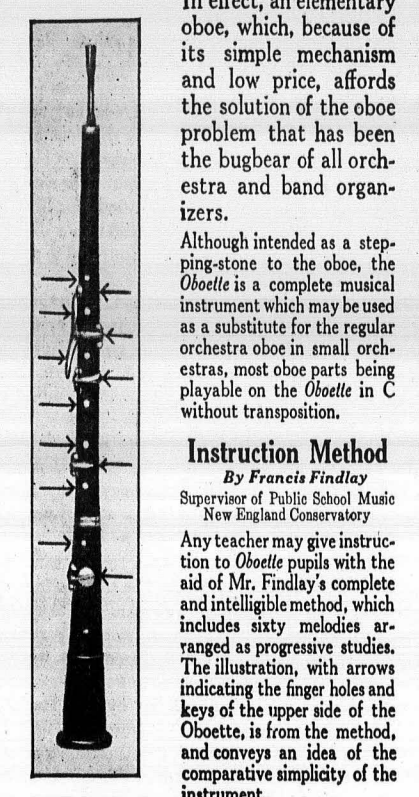 In effect, an elementary
oboe, which, because of
its simple mechanism
and low price, affords
the solution of the oboe
problem that has been
the bugbear of all orch-
estra and band organ-
izers.
Although intended as a step-
ping-stone to the oboe, the
Oboette is a complete musical
instrument which may be used
as a substitute for the regular
orchestra oboe in small orch-
estras, most oboe parts being
playable on the Oboette in C
without transposition.
Instruction Method
By Francis Findlay
Supervisor of Public School Music
New England Conservatory
Any teacher may give instruc-
tion to Oboette pupils with the
aid of Mr. Findlay's complete
and intelligible method, which
includes sixty melodies ar-
ranged as progressive studies.
The illustration, with arrows
indicating the finger holes and
keys of the upper side of the
Oboette, is from the method,
and conveys an idea of the
comparative simplicity of the
instrument.